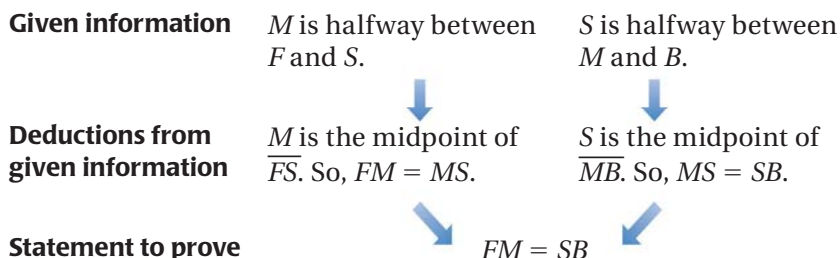 Given information M is halfway between S is halfway between
F and S. M and B.
Deductions from M is the midpoint of S is the midpoint of
given information FS. So, FM = MS. MB. So, MS = SB.
Statement to prove FM = SB